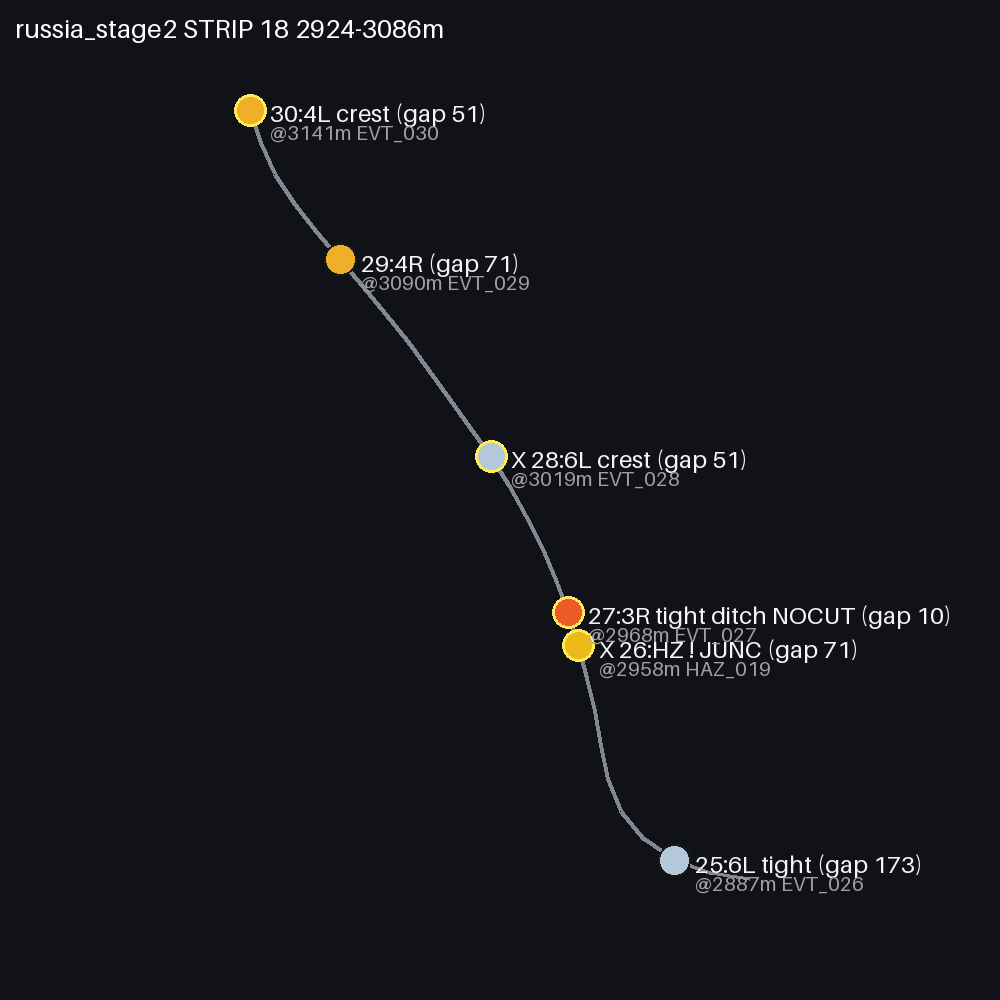 russia_stage2 STRIP 18 2924-3086m
30:4L crest (gap 51)
@3141m EVT_030
29:4R (gap 71)
@3090m EVT_029
X 28:6L crest (gap 51)
@3019m EVT_028
27:3R tight ditch NOCUT (gap 10)
@2968m EVT_027
X 26:HZ ! JUNC (gap 71)
@2958m HAZ_019
25:6L tight (gap 173)
@2887m EVT_026